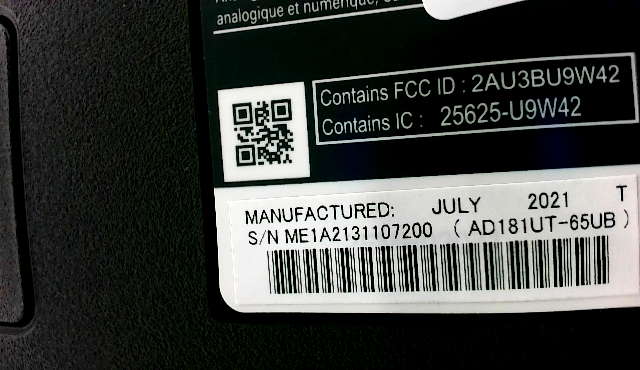 analogique et numérique,
Contains FCC ID : 2AU3BU9W42
Contains IC : 25625-U9W42
MANUFACTURED: JULY 2021 T
S/N ME1A2131107200 ( AD181UT-65UB )